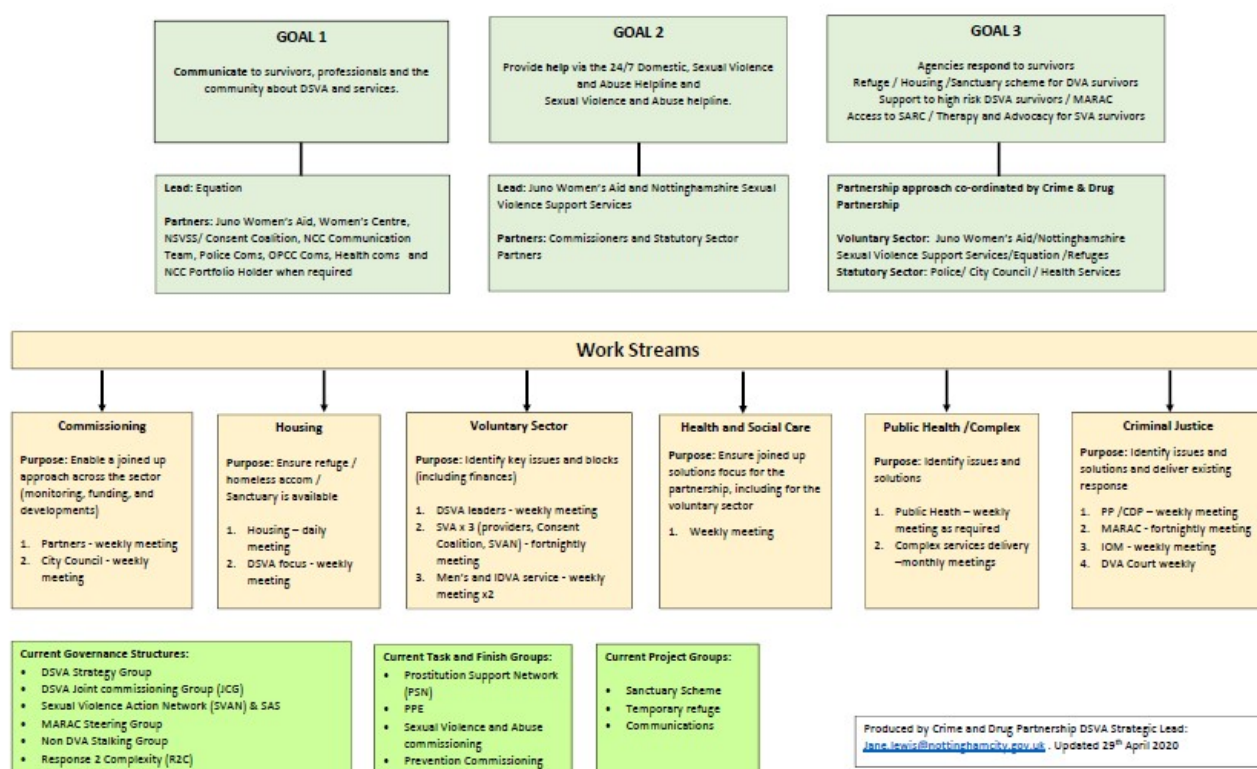 GOAL 1
Communicate to survivors, professionals and the
community about DSVA and services.
GOAL 2
Provide help via the 24/7 Domestic, Sexual Violence
and Abuse Helpline and
Sexual Violence and Abuse helpline.
GOAL 3
Agencies respond to survivors
Refuge / Housing /Sanctuary scheme for DVA survivors
Support to high risk DSVA survivors / MARAC
Access to SARC / Therapy and Advocacy for SVA survivors
Lead: Equation
Partners: Juno Women's Aid, Women's Centre,
NSVSS/ Consent Coalition, NCC Communication
Team, Police Coms, OPCC Coms, Health coms and
NCC Portfolio Holder when required
Lead: Juno Women's Aid and Nottinghamshire Sexual
Violence Support Services
Partners: Commissioners and Statutory Sector
Partners
Partnership approach co-ordinated by Crime & Drug
Partnership
Voluntary Sector: Juno Women's Aid/Nottinghamshire
Sexual Violence Support Services/Equation /Refuges
Statutory Sector: Police/ City Council / Health Services
Work Streams
Commissioning
Purpose: Enable a joined up
approach across the sector
(monitoring, funding, and
developments)
1. Partners - weekly meeting
2. City Council - weekly
meeting
Housing
Purpose: Ensure refuge /
homeless accom /
Sanctuary is available
1. Housing – daily
meeting
2. DSVA focus - weekly
meeting
Voluntary Sector
Purpose: Identify key issues and blocks
(including finances)
1. DSVA leaders - weekly meeting
2. SVA x 3 (providers, Consent
Coalition, SVAN) - fortnightly
meeting
3. Men's and IDVA service - weekly
meeting x2
Health and Social Care
Purpose: Ensure joined up
solutions focus for the
partnership, including for the
voluntary sector
1. Weekly meeting
Public Health /Complex
Purpose: Identify issues and
solutions
1. Public Heath – weekly
meeting as required
2. Complex services delivery
–monthly meetings
Criminal Justice
Purpose: Identify issues and
solutions and deliver existing
response
1. PP /CDP – weekly meeting
2. MARAC - fortnightly meeting
3. IOM - weekly meeting
4. DVA Court weekly
Current Governance Structures:
• DSVA Strategy Group
• DSVA Joint commissioning Group (JCG)
• Sexual Violence Action Network (SVAN) & SAS
• MARAC Steering Group
• Non DVA Stalking Group
• Response 2 Complexity (R2C)
Current Task and Finish Groups:
• Prostitution Support Network
(PSN)
• PPE
• Sexual Violence and Abuse
commissioning
• Prevention Commissioning
Current Project Groups:
• Sanctuary Scheme
• Temporary refuge
• Communications
Produced by Crime and Drug Partnership DSVA Strategic Lead:
Jane.lewis@nottinghamcity.gov.uk . Updated 29th April 2020